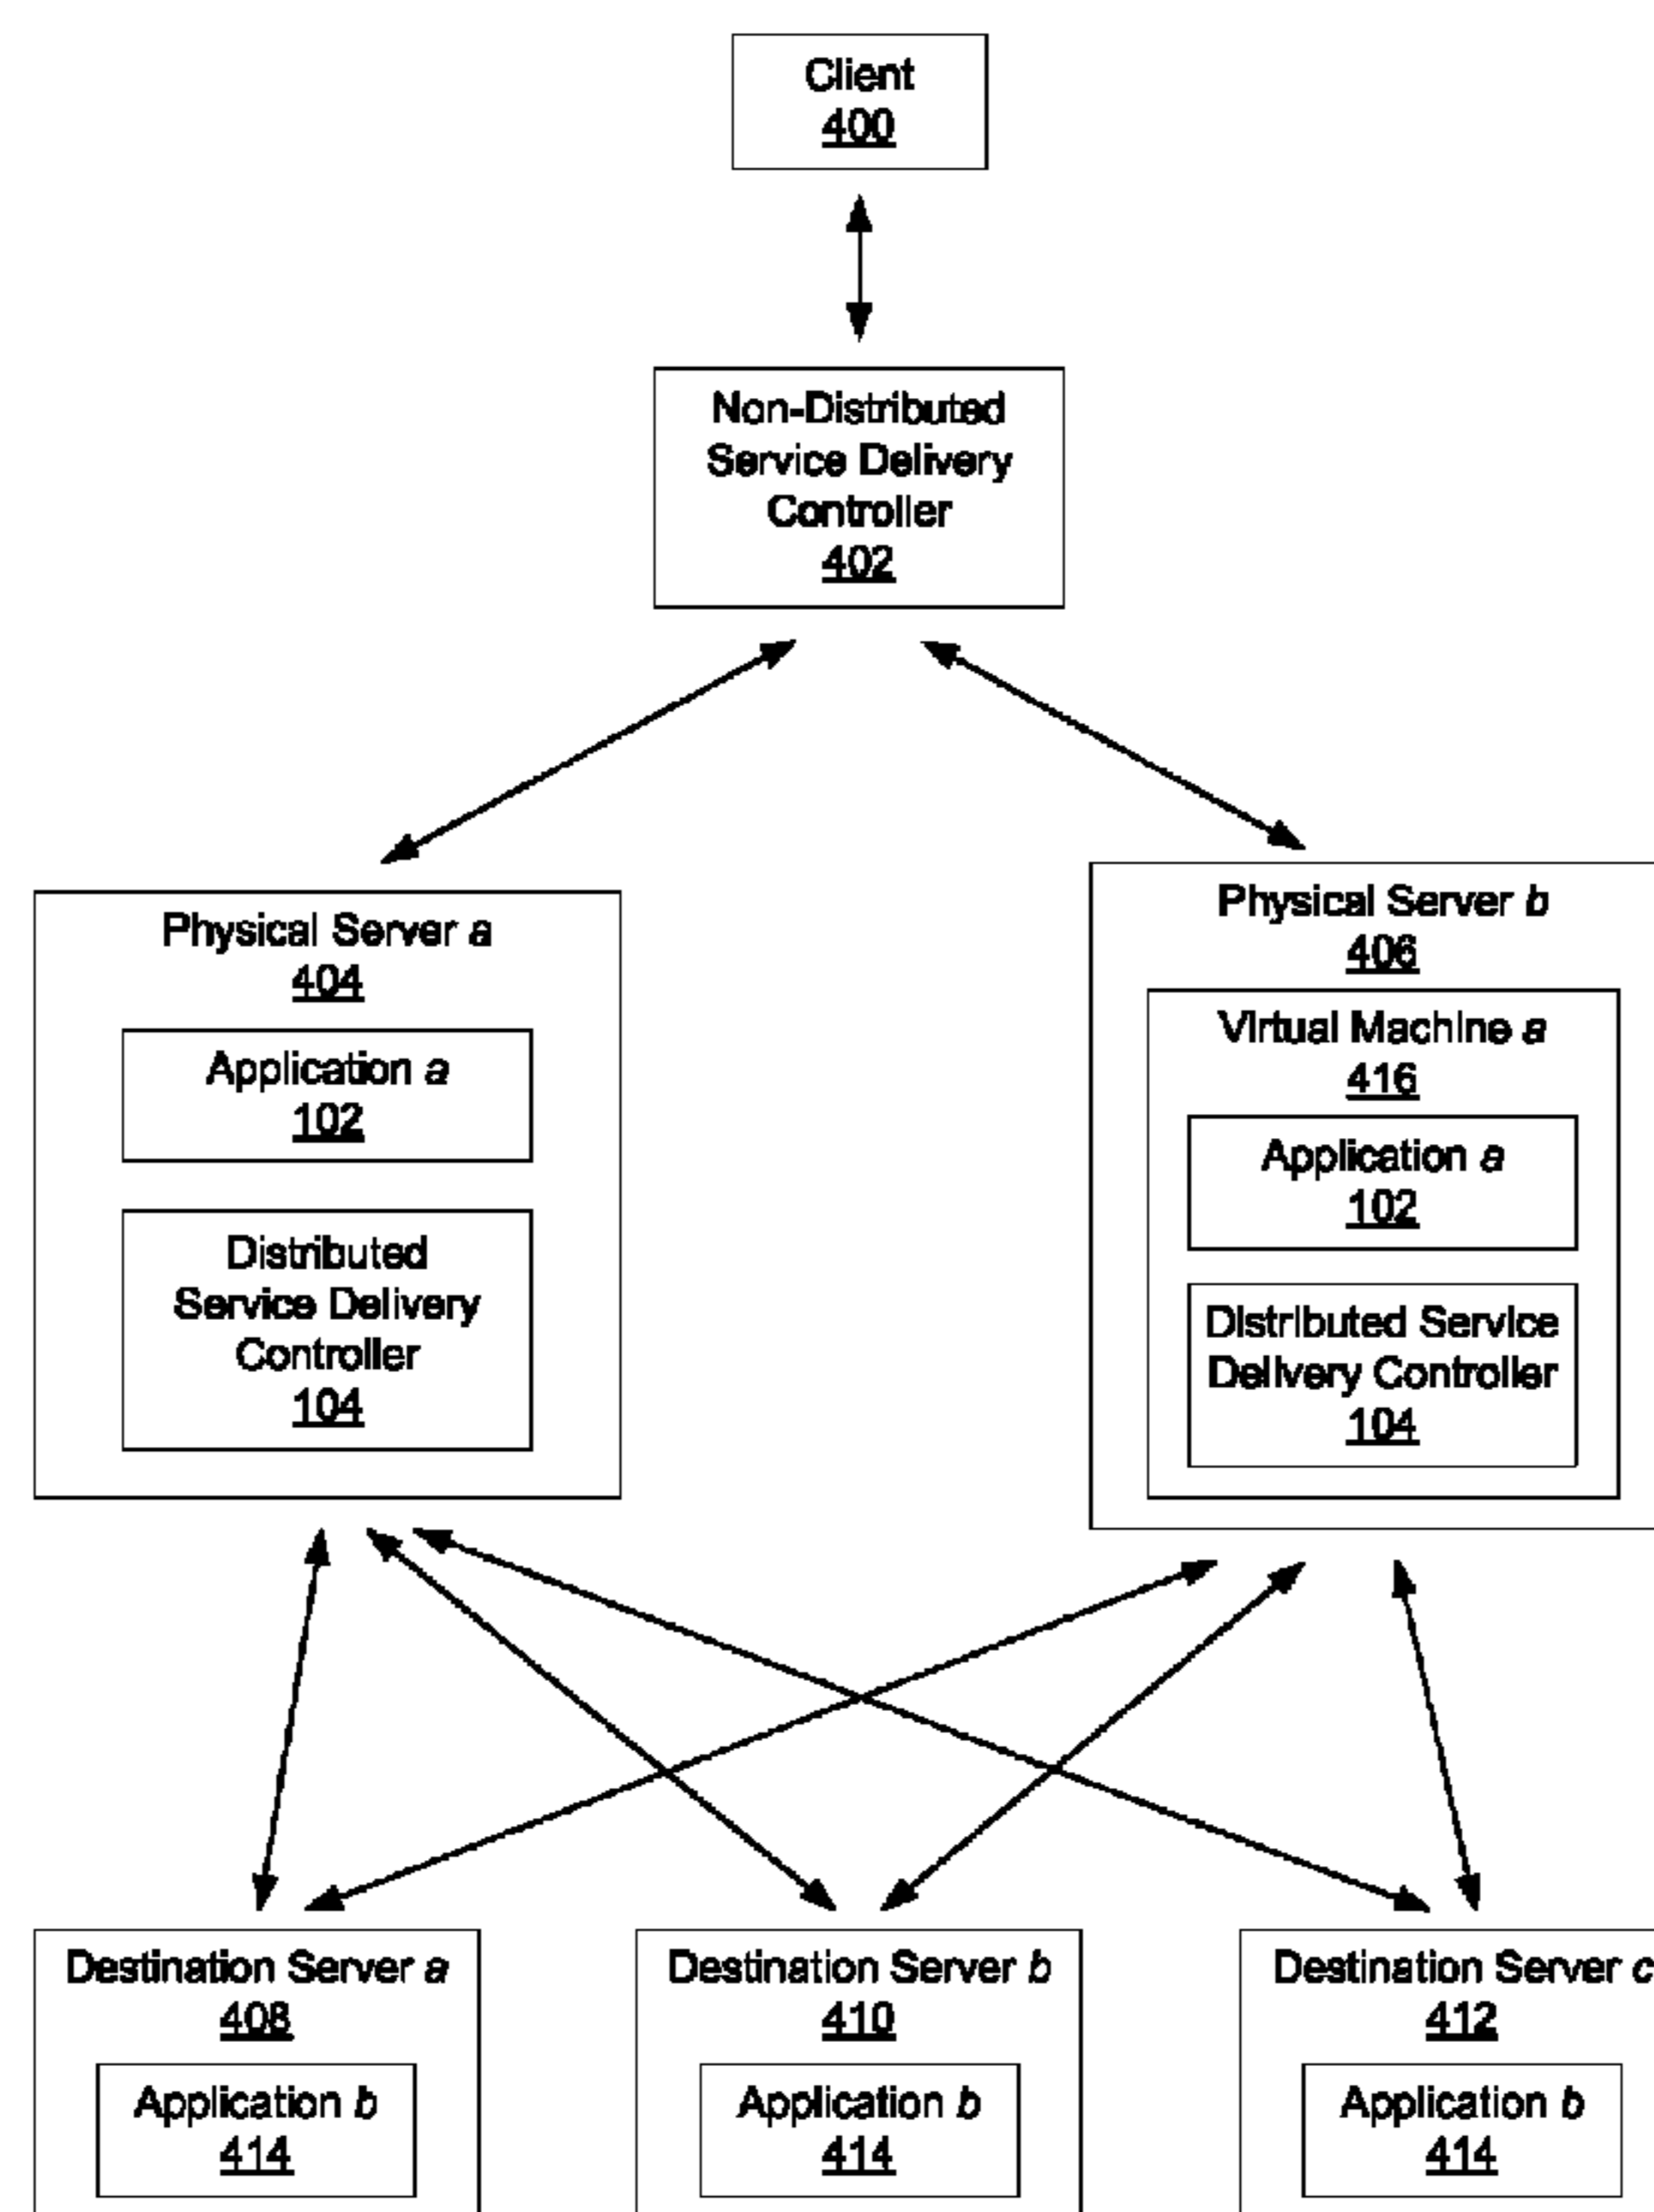 Client
400
Non-Distributed
Service Delivery
Controller
402
Physical Server a
404
Application a
102
Distributed
Service Delivery
Controller
104
Physical Server b
406
Virtual Machine a
416
Application a
102
Distributed Service
Delivery Controller
104
Destination Server a
408
Application b
414
Destination Server b
410
Application b
414
Destination Server c
412
Application b
414